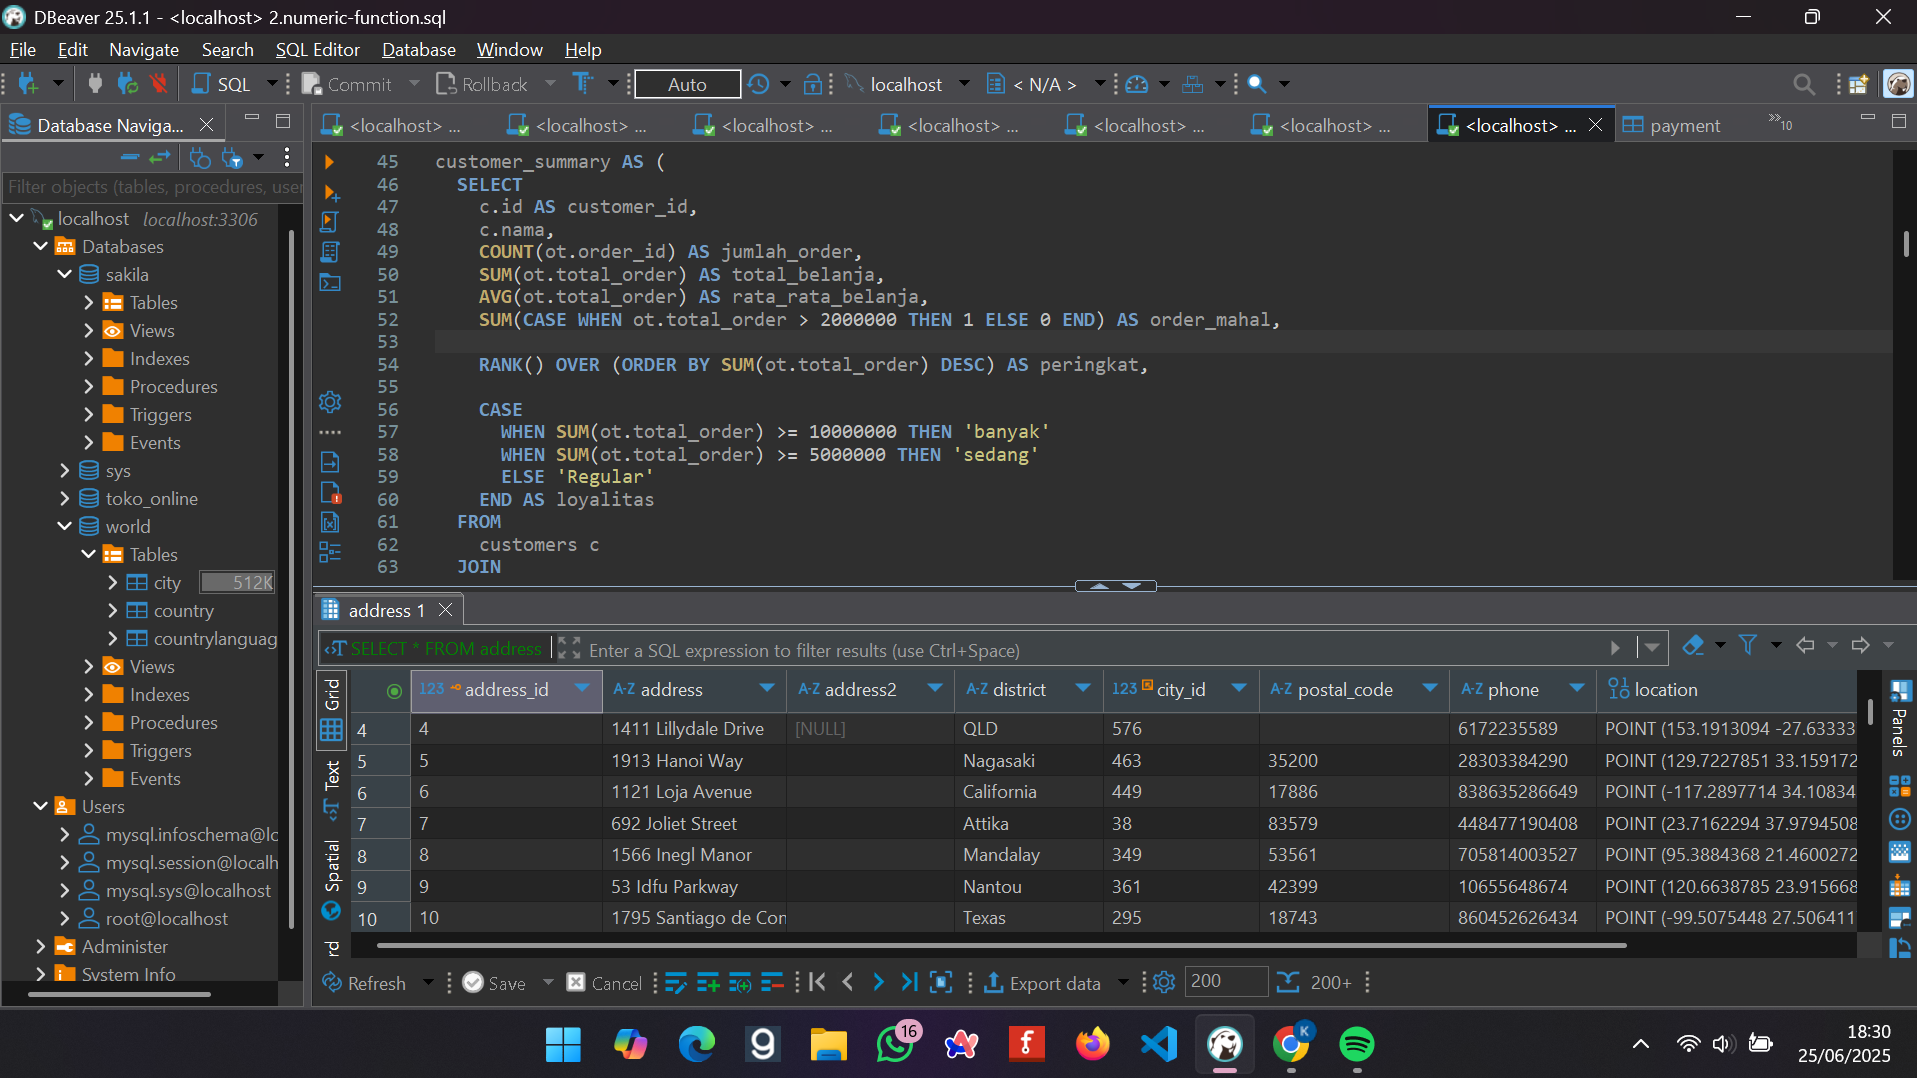 DBeaver 25.1.1 - <localhost> 2.numeric-function.sql
File Edit Navigate Search SQL Editor Database Window Help
SQL Commit Rollback Auto localhost < N/A >
Database Naviga...
<localhost> ... <localhost> ... <localhost> ... <localhost> ... <localhost> ... <localhost> ... <localhost> ... payment »10
Filter objects (tables, procedures, user
localhost localhost:3306
Databases
sakila
Tables
Views
Indexes
Procedures
Triggers
Events
sys
toko_online
world
Tables
city 512K
country
countrylanguag
Views
Indexes
Procedures
Triggers
Events
Users
mysql.infoschema@lo
mysql.session@localh
mysql.sys@localhost
root@localhost
Administer
System Info
45 customer_summary AS (
46 SELECT
47 c.id AS customer_id,
48 c.nama,
49 COUNT(ot.order_id) AS jumlah_order,
50 SUM(ot.total_order) AS total_belanja,
51 AVG(ot.total_order) AS rata_rata_belanja,
52 SUM(CASE WHEN ot.total_order > 2000000 THEN 1 ELSE 0 END) AS order_mahal,
53
54 RANK() OVER (ORDER BY SUM(ot.total_order) DESC) AS peringkat,
55
56 CASE
57 WHEN SUM(ot.total_order) >= 10000000 THEN 'banyak'
58 WHEN SUM(ot.total_order) >= 5000000 THEN 'sedang'
59 ELSE 'Regular'
60 END AS loyalitas
61 FROM
62 customers c
63 JOIN
address 1
SELECT * FROM address Enter a SQL expression to filter results (use Ctrl+Space)
Grid
Text
Spatial
rd
Panels
123 address_id A-Z address A-Z address2 A-Z district 123 city_id A-Z postal_code A-Z phone location
4 4 1411 Lillydale Drive [NULL] QLD 576 6172235589 POINT (153.1913094 -27.63333
5 5 1913 Hanoi Way Nagasaki 463 35200 28303384290 POINT (129.7227851 33.159172
6 6 1121 Loja Avenue California 449 17886 838635286649 POINT (-117.2897714 34.10834
7 7 692 Joliet Street Attika 38 83579 448477190408 POINT (23.7162294 37.9794508
8 8 1566 Inegl Manor Mandalay 349 53561 705814003527 POINT (95.3884368 21.4600272
9 9 53 Idfu Parkway Nantou 361 42399 10655648674 POINT (120.6638785 23.915668
10 10 1795 Santiago de Con Texas 295 18743 860452626434 POINT (-99.5075448 27.506411
Refresh Save Cancel Export data 200 200+
16
K
18:30
25/06/2025